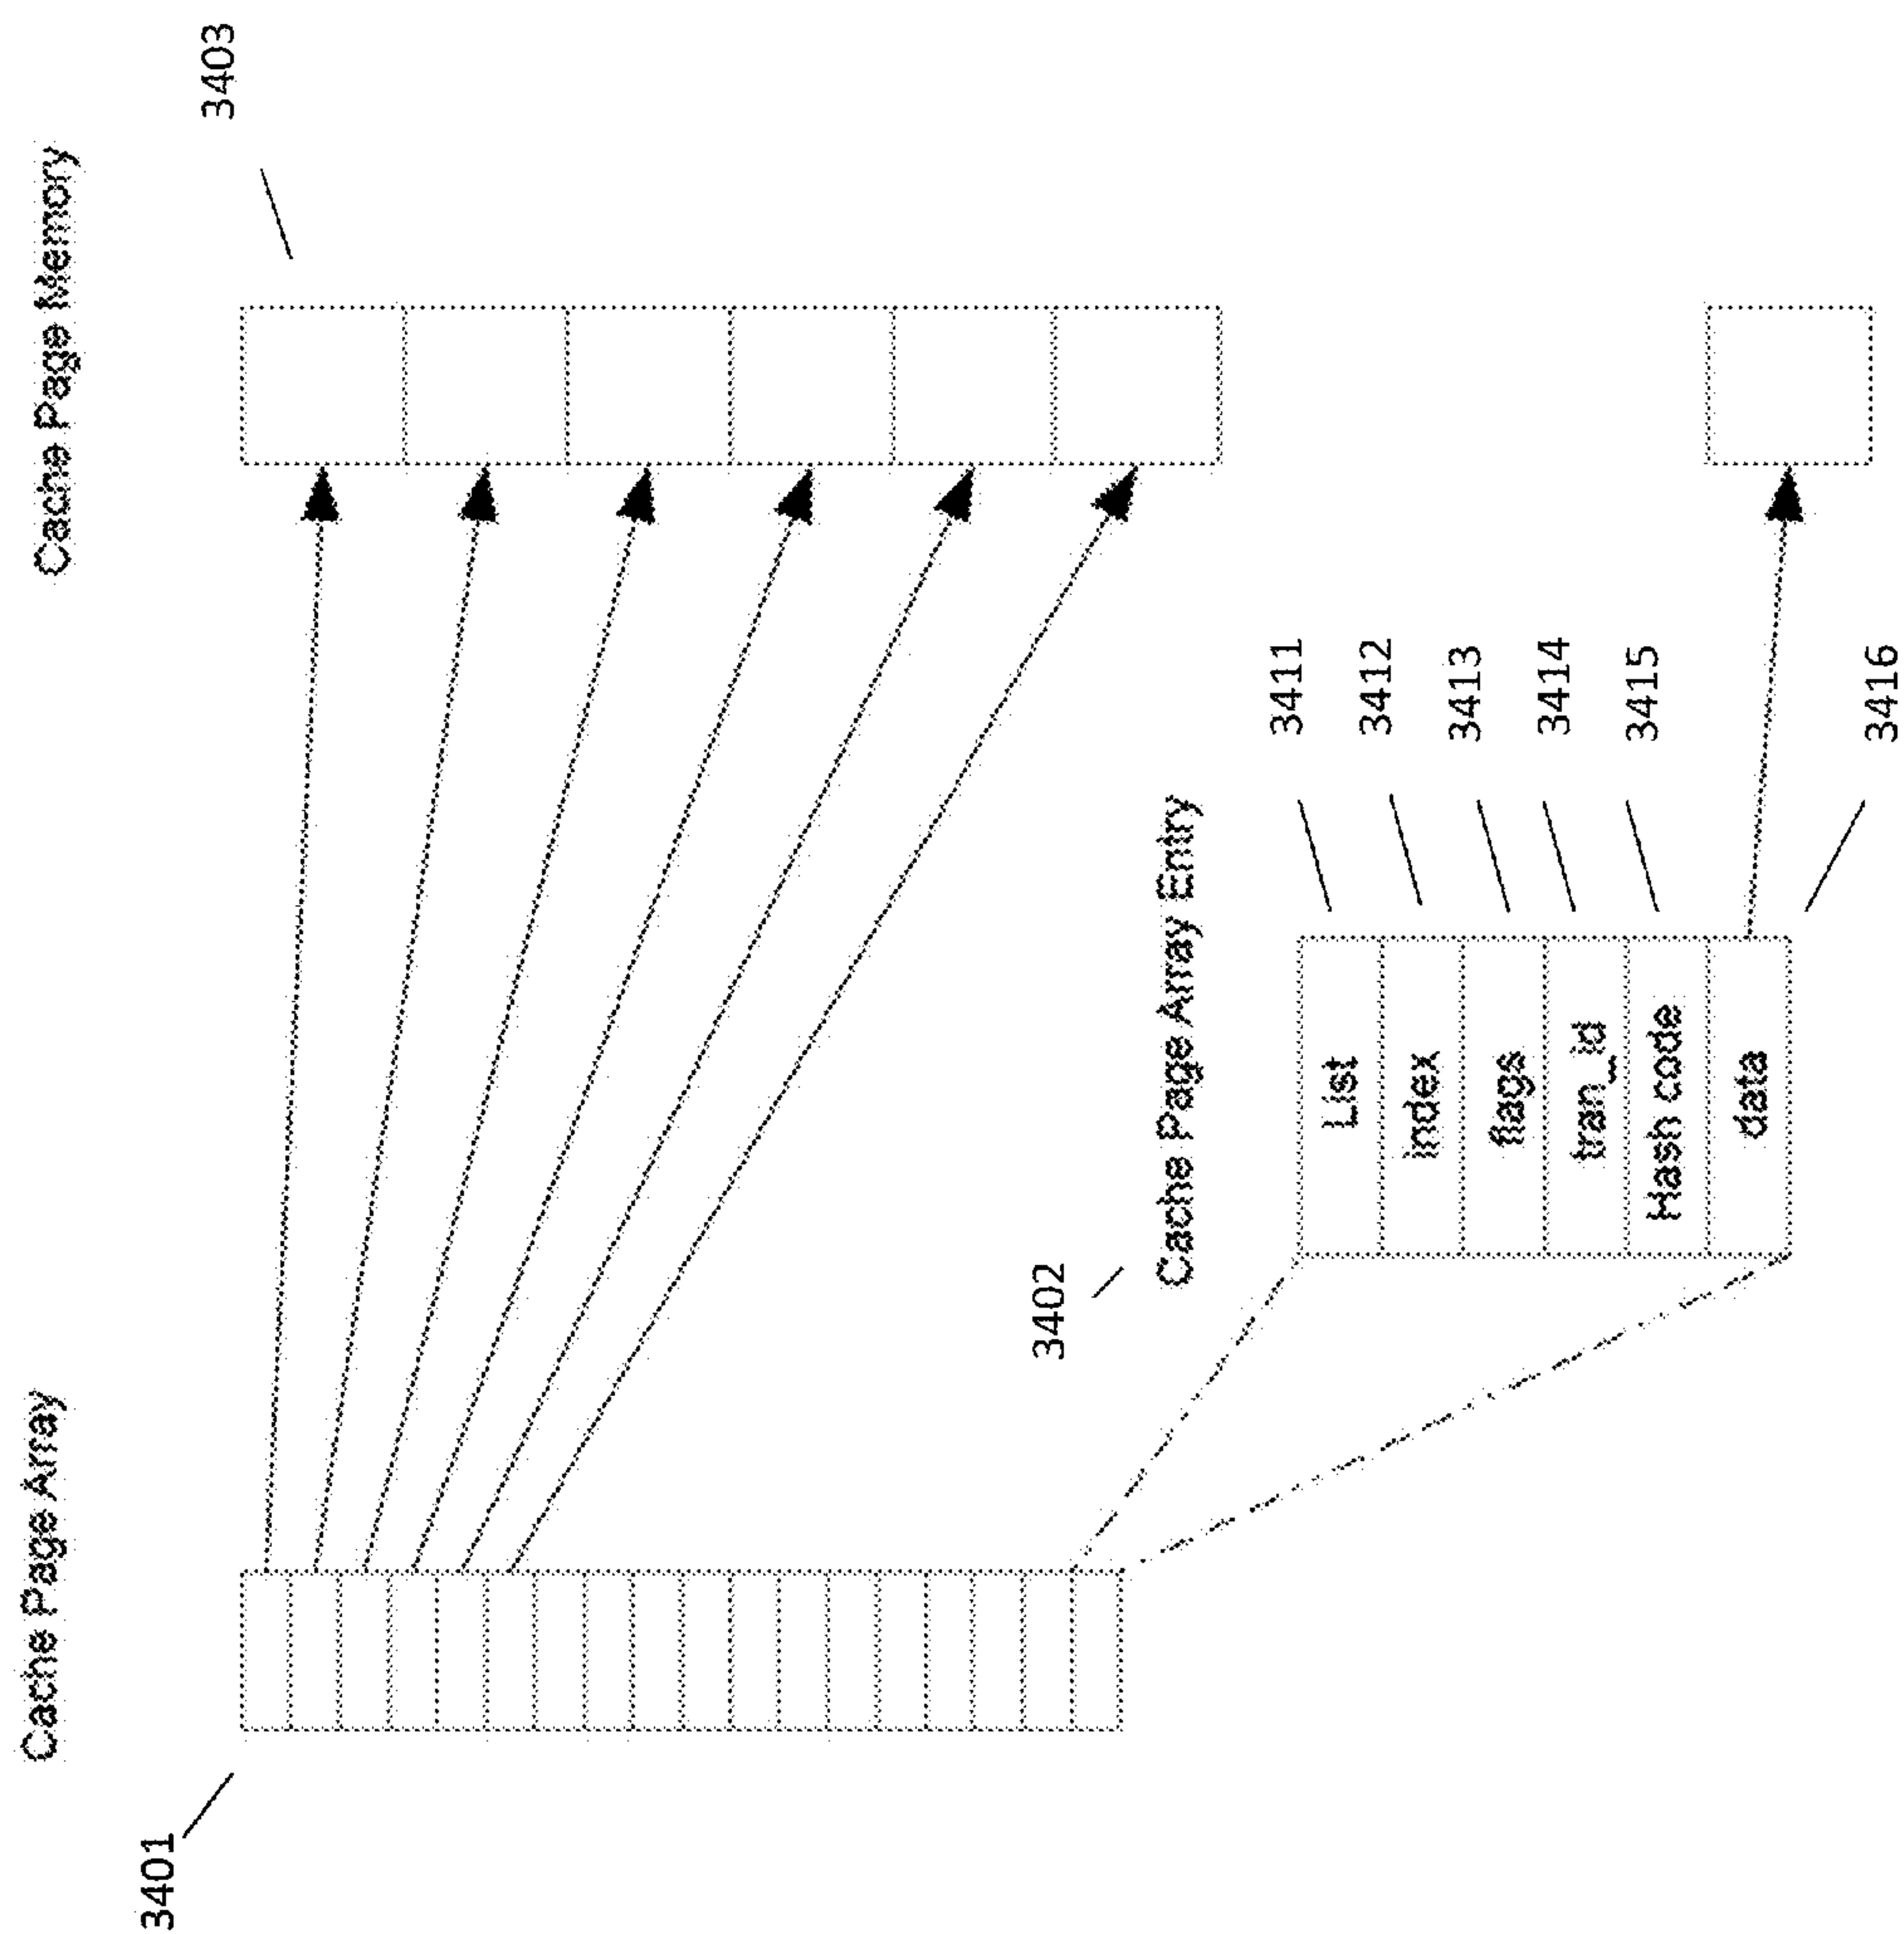 Cache Page Array
Cache Page Memory
3401
3403
3402
Cache Page Array Entry
List
3411
index
3412
flags
3413
tran_id
3414
Hash code
3415
data
3416